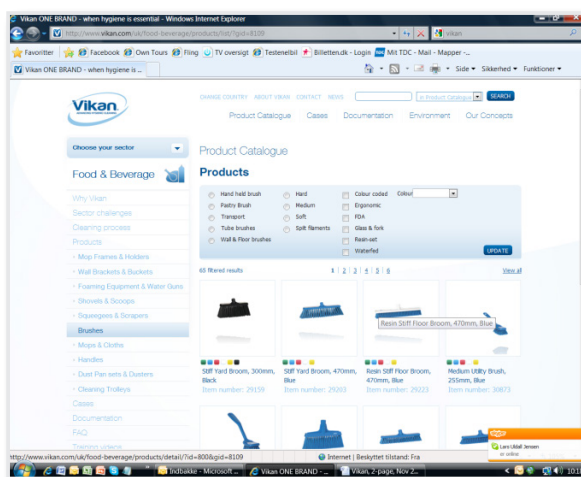 Vikan ONE BRAND - when hygiene is essential - Windows Internet Explorer
http://www.vikan.com/uk/food-beverage/products/list/?gid=8109
vikan
Favoritter
Facebook
Own Tours
Fling
TV oversigt
Testeneibil
Billetten.dk - Login
Mit TDC - Mail - Mapper -...
Vikan ONE BRAND - when hygiene is ...
Side
Sikkerhed
Funktioner
Vikan
CHANGE COUNTRY ABOUT VIKAN CONTACT NEWS
in Product Catalogue
SEARCH
Product Catalogue Cases Documentation Environment Our Concepts
Choose your sector
Food & Beverage
Why Vikan
Sector challenges
Cleaning process
Products
- Mop Frames & Holders
- Wall Brackets & Buckets
- Foaming Equipment & Water Guns
- Shovels & Scoops
- Squeegees & Scrapers
Brushes
- Mops & Cloths
- Handles
- Dust Pan sets & Dusters
- Cleaning Trolleys
Cases
Documentation
FAQ
Training videos
Product Catalogue
Products
Hand held brush Hard Colour coded Colour
Pastry Brush Medium Ergonomic
Transport Soft FDA
Tube brushes Split filaments Glass & fork
Wall & Floor brushes Resin-set
Waterfed
UPDATE
63 filtered results 1 | 2 | 3 | 4 | 5 | 6 View all
Resin Stiff Floor Broom, 470mm, Blue
Stiff Yard Broom, 300mm, Black
Item number: 29159
Stiff Yard Broom, 470mm, Blue
Item number: 29203
Resin Stiff Floor Broom, 470mm, Blue
Item number: 29223
Medium Utility Brush, 255mm, Blue
Item number: 30873
skype
Lars Uldall Jensen
er online
http://www.vikan.com/uk/food-beverage/products/detail/?id=800&gid=8109
Internet | Beskyttet tilstand: Fra
Indbakke - Microsoft ...
Vikan ONE BRAND - ...
Vikan, 2-page, Nov 2...